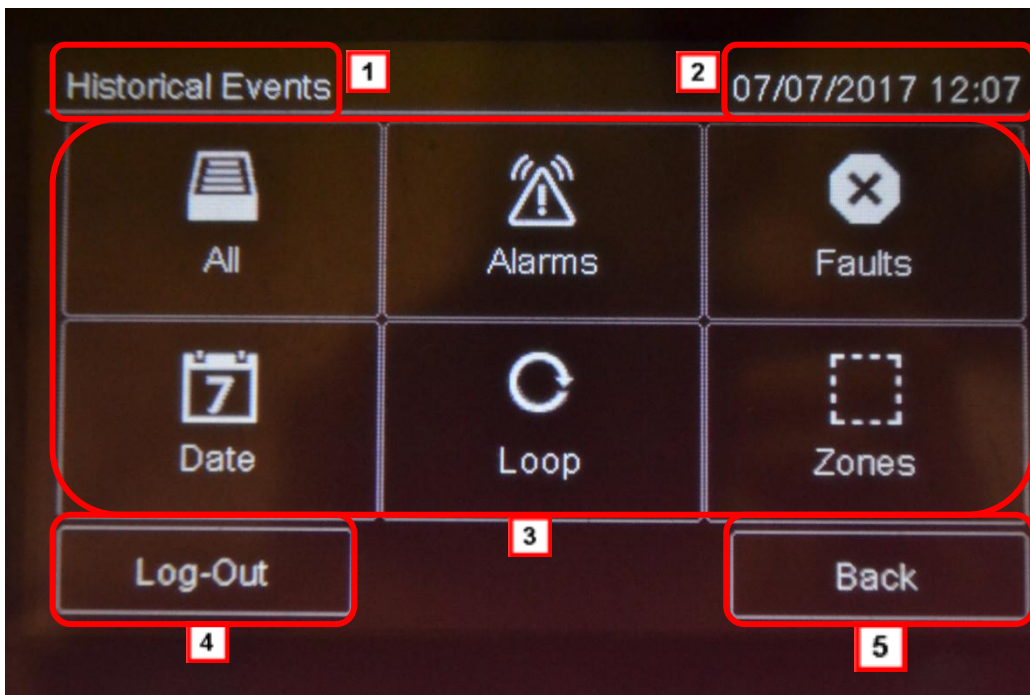 Historical Events 1 2 07/07/2017 12:07
All Alarms Faults
7
Date Loop Zones
3
Log-Out Back
4 5